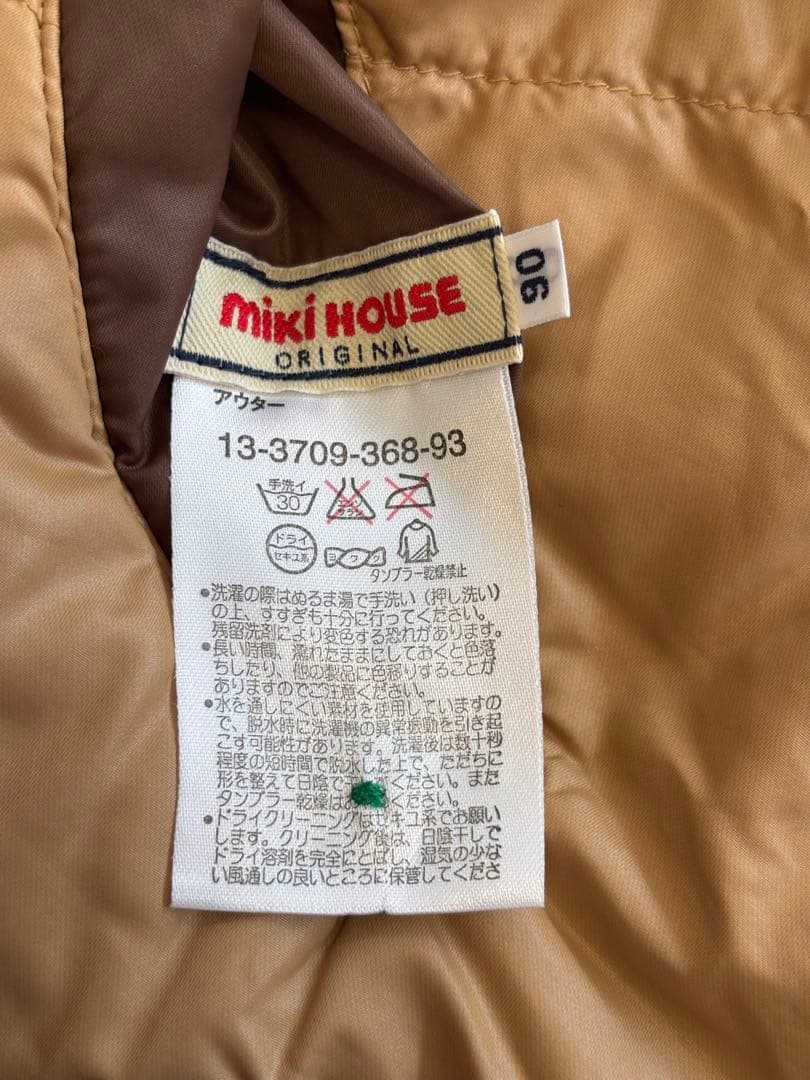 miki HOUSE
ORIGINAL
90
アウター
13-3709-368-93
手洗イ
30
エンソ
サラシ
ドライ
セキユ系
ヨワク
タンブラー乾燥禁止
•洗濯の際はぬるま湯で手洗い（押し洗い）
の上、すすぎも十分に行ってください。
残留洗剤により変色する恐れがあります。
•長い時間、濡れたままにしておくと色落
ちしたり、他の製品に色移りすることが
ありますのでご注意ください。
•水を通しにくい素材を使用していますの
で、脱水時に洗濯機の異常振動を引き起
こす可能性があります。洗濯後は数十秒
程度の短時間で脱水した上で、ただちに
形を整えて日陰で ください。また
タンブラー乾燥はお ください。
•ドライクリーニングはセキユ系でお願い
します。クリーニング後は、日陰干しで
ドライ溶剤を完全にとばし、湿気の少な
い風通しの良いところに保管してくださ